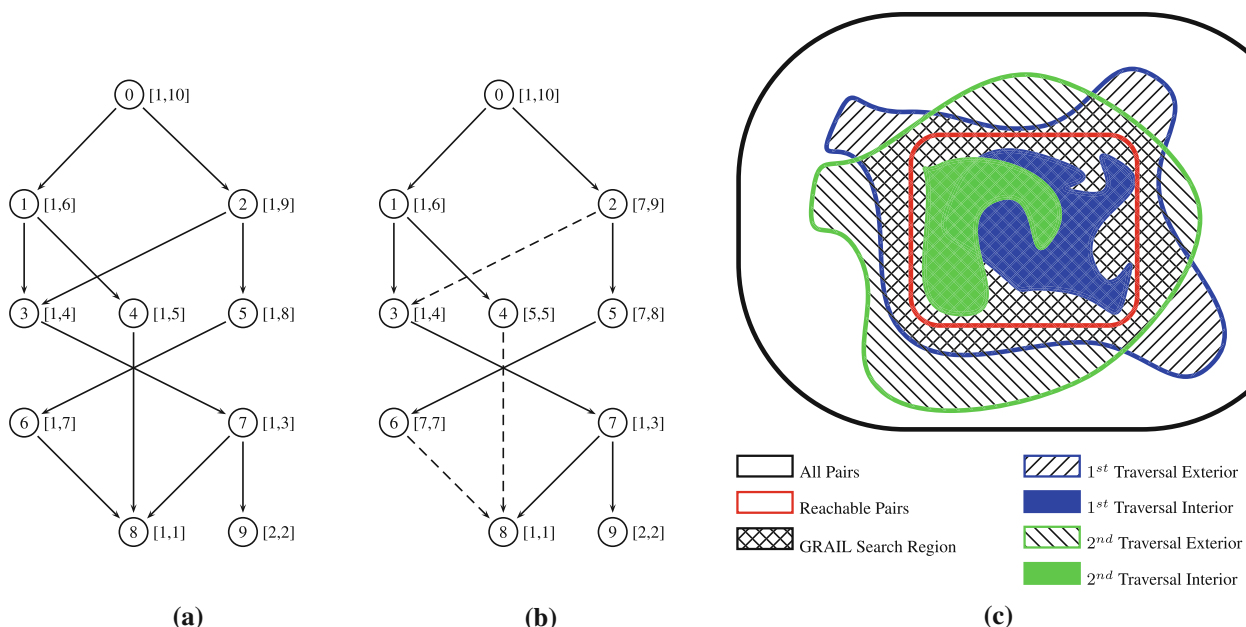 0 [1,10]
1 [1,6]
2 [1,9]
3 [1,4]
4 [1,5]
5 [1,8]
6 [1,7]
7 [1,3]
8 [1,1]
9 [2,2]
(a)
0 [1,10]
1 [1,6]
2 [7,9]
3 [1,4]
4 [5,5]
5 [7,8]
6 [7,7]
7 [1,3]
8 [1,1]
9 [2,2]
(b)
All Pairs
Reachable Pairs
GRAIL Search Region
1st Traversal Exterior
1st Traversal Interior
2nd Traversal Exterior
2nd Traversal Interior
(c)